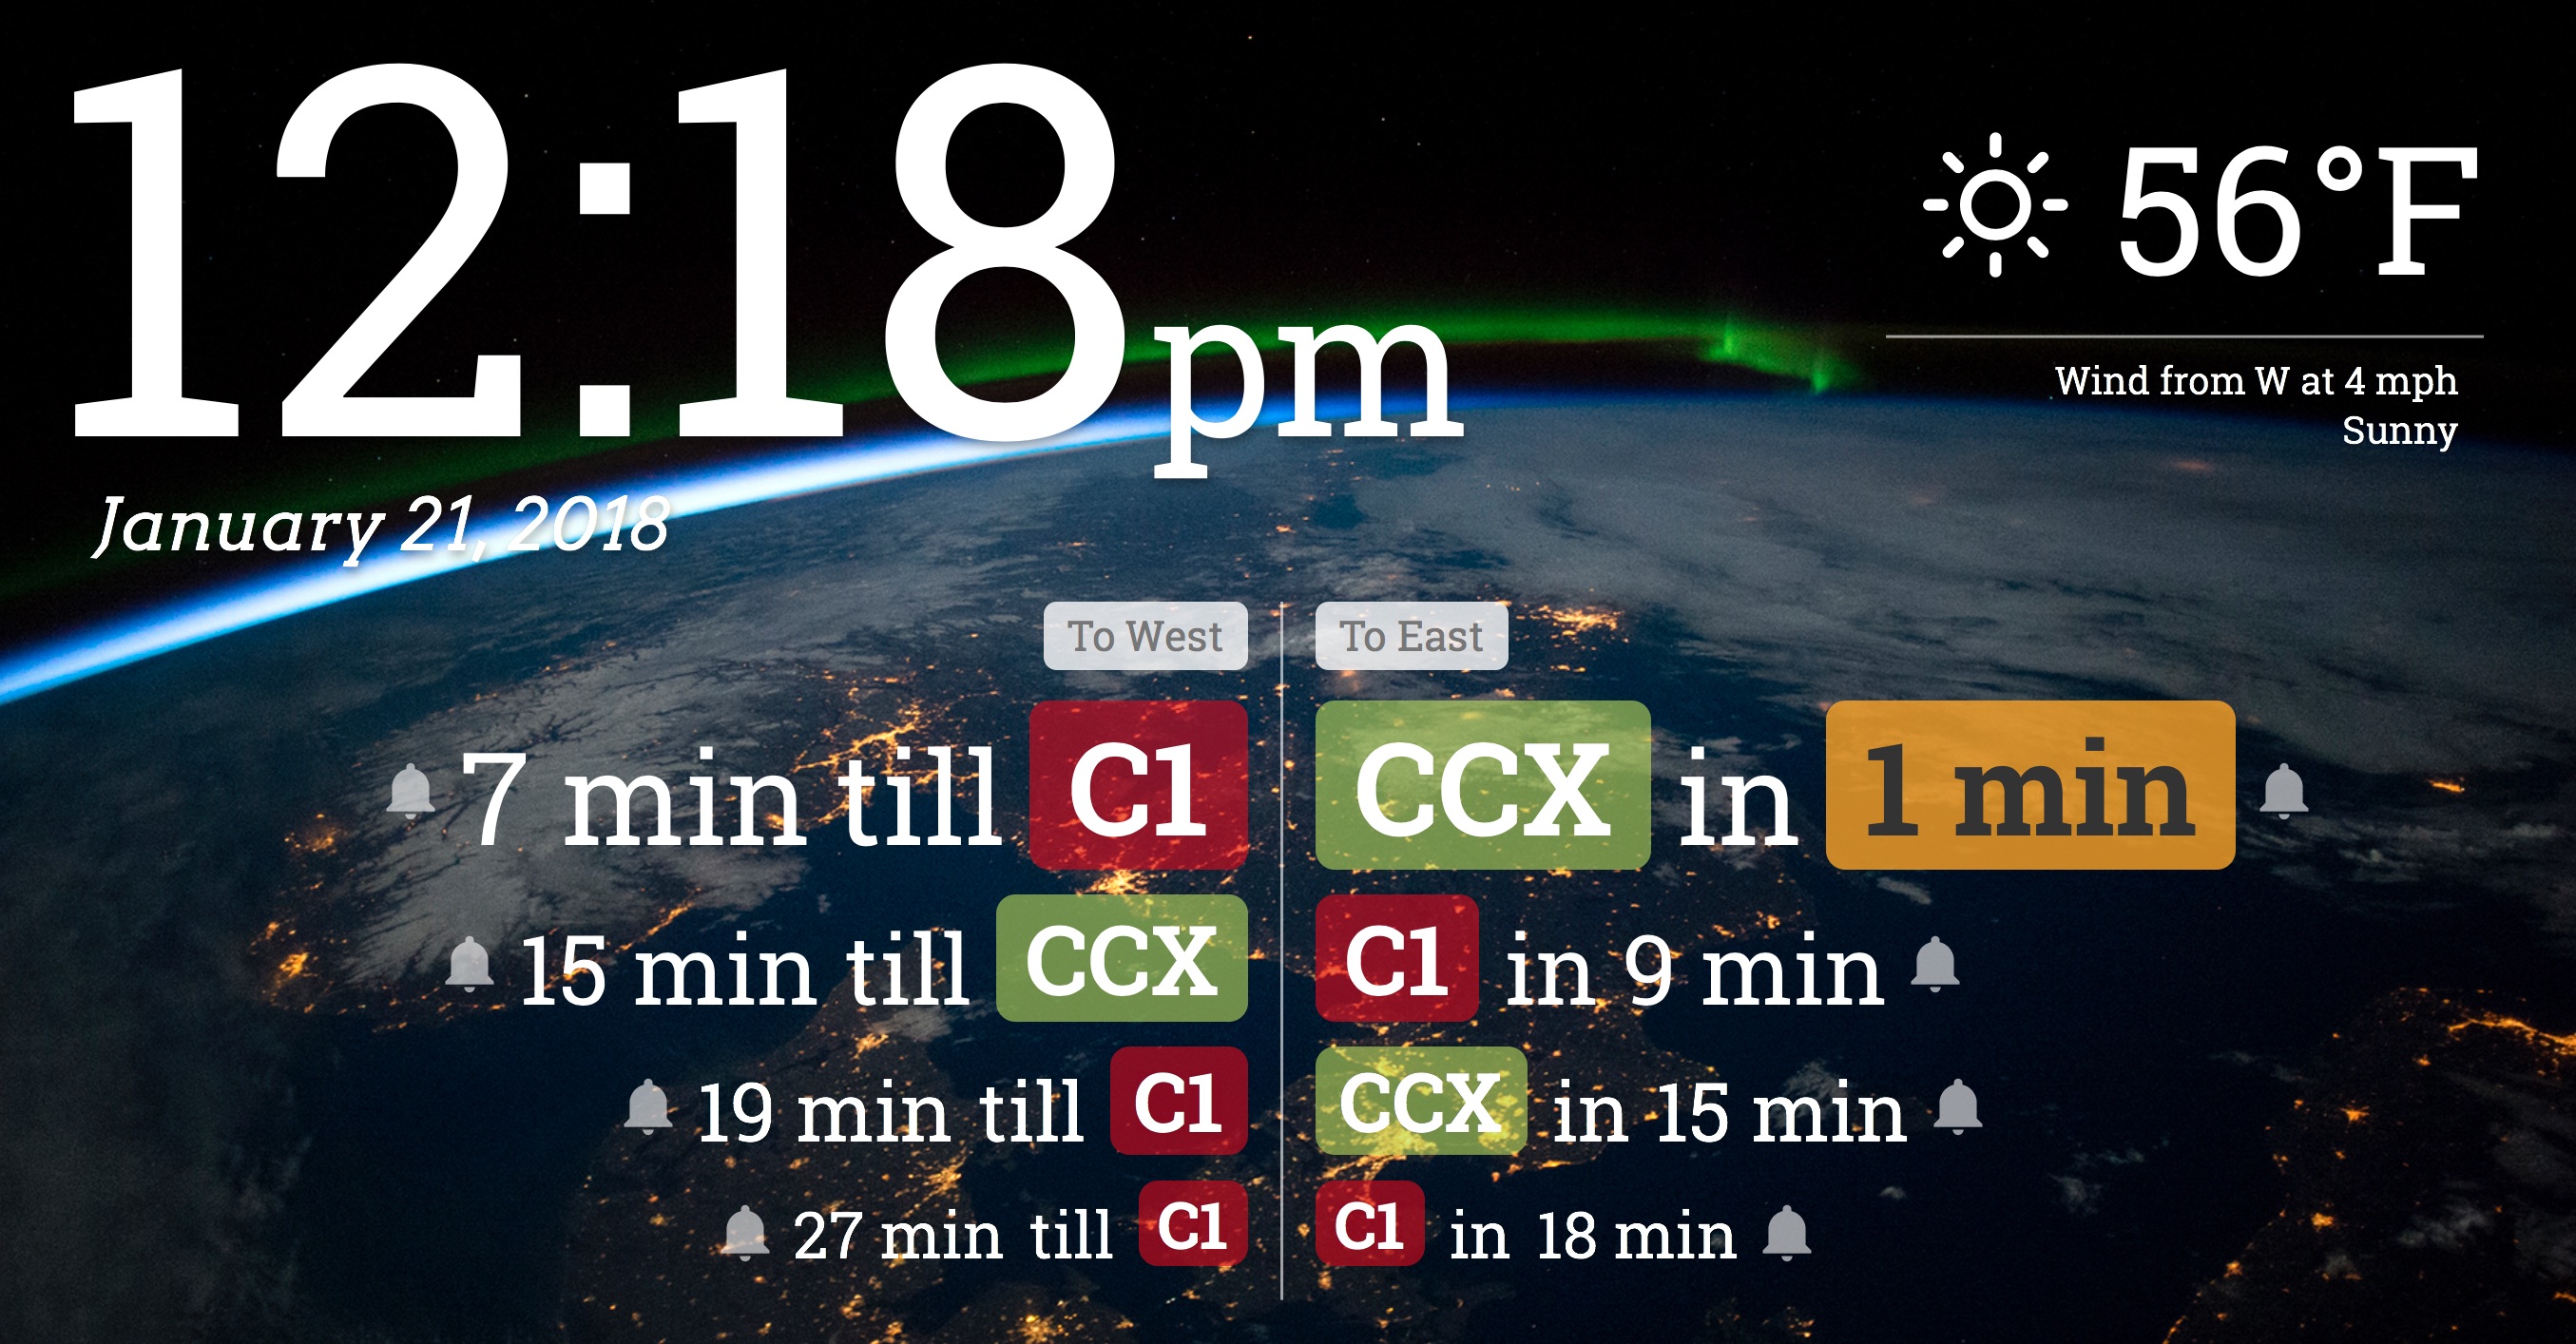 12:18pm
56°F
Wind from W at 4 mph
Sunny
January 21, 2018
To West
7 min till C1
15 min till CCX
19 min till C1
27 min till C1
To East
CCX in 1 min
C1 in 9 min
CCX in 15 min
C1 in 18 min